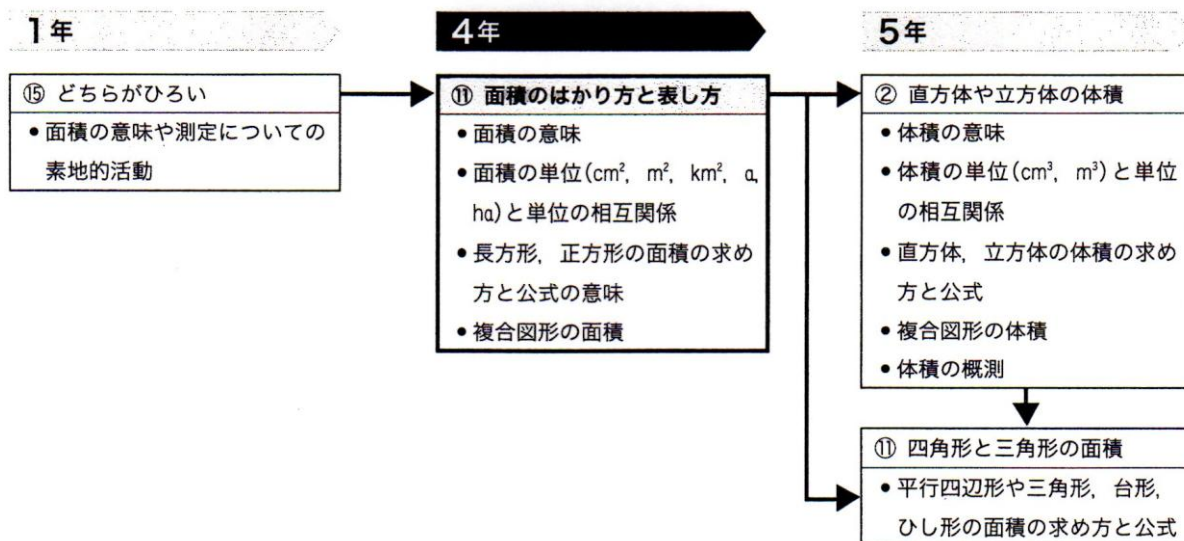 1年
⑮ どちらがひろい
• 面積の意味や測定についての
素地的活動
4年
⑪ 面積のはかり方と表し方
• 面積の意味
• 面積の単位(cm², m², km², a,
ha)と単位の相互関係
• 長方形，正方形の面積の求め
方と公式の意味
• 複合図形の面積
5年
② 直方体や立方体の体積
• 体積の意味
• 体積の単位(cm³, m³)と単位
の相互関係
• 直方体，立方体の体積の求め
方と公式
• 複合図形の体積
• 体積の概測
⑪ 四角形と三角形の面積
• 平行四辺形や三角形，台形，
ひし形の面積の求め方と公式